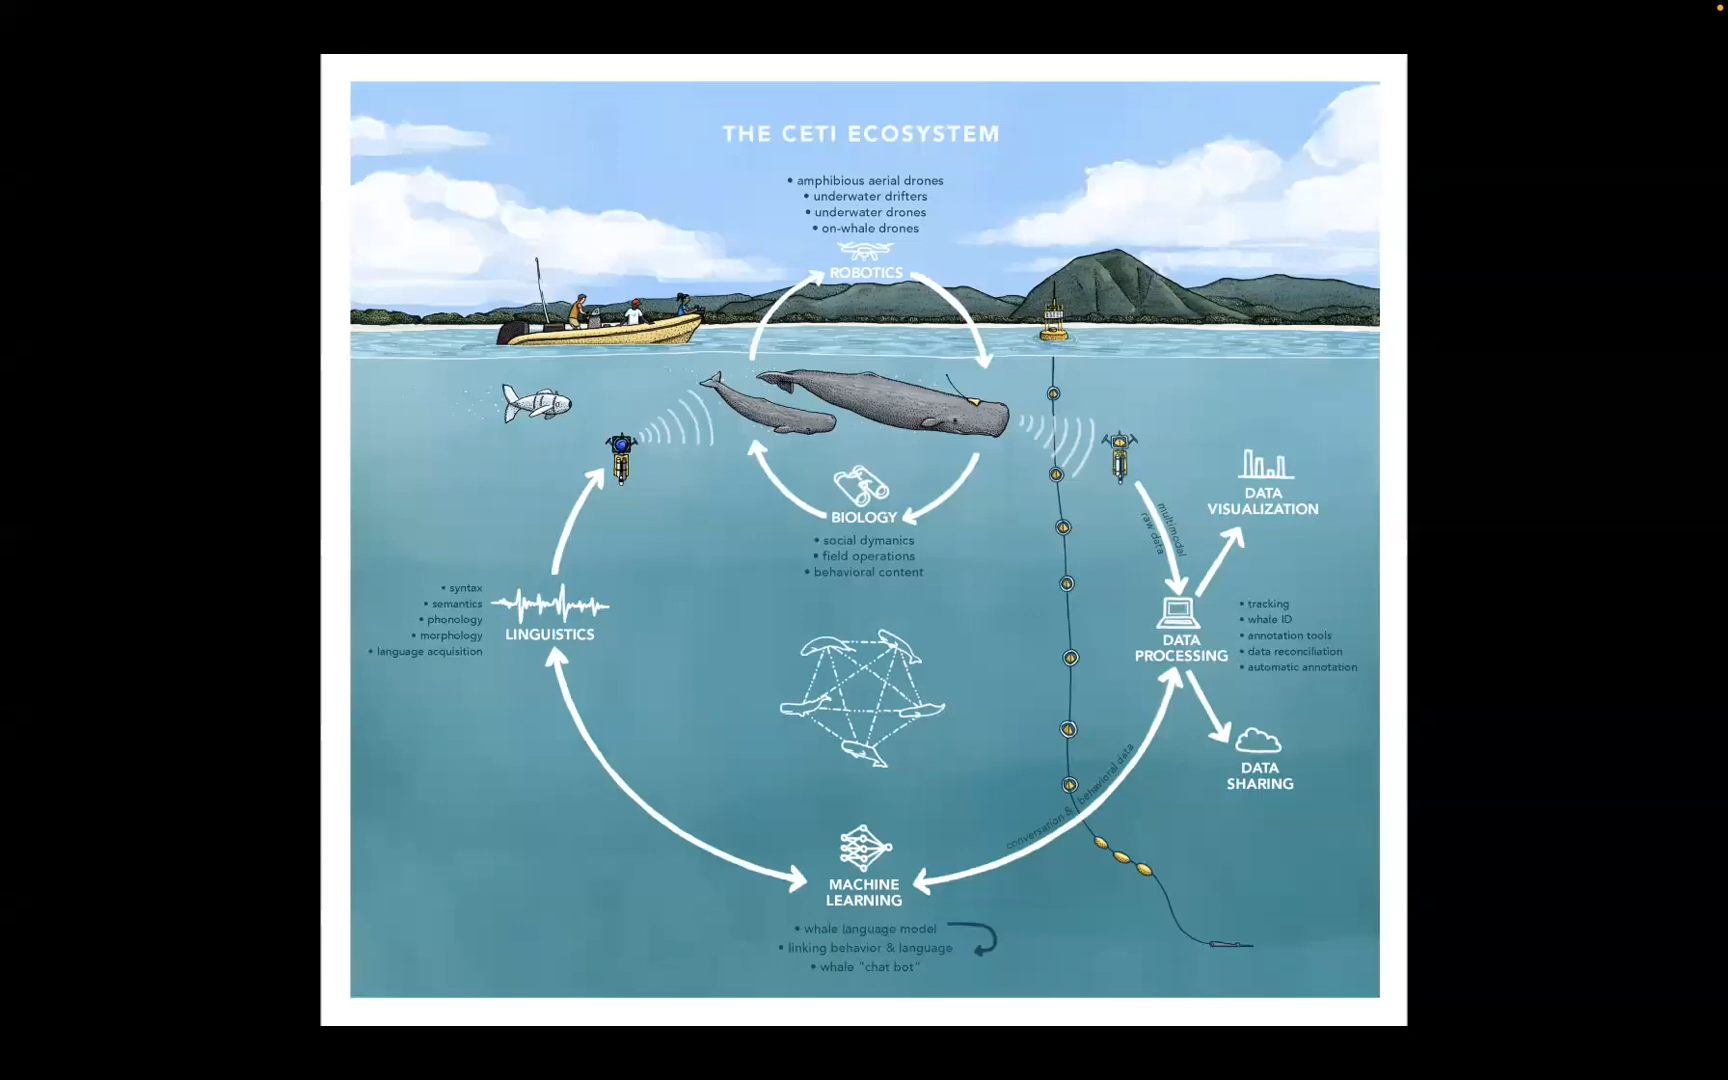 THE CETI ECOSYSTEM
• amphibious aerial drones
• underwater drifters
• underwater drones
• on-whale drones
ROBOTICS
BIOLOGY
• social dymanics
• field operations
• behavioral content
DATA
VISUALIZATION
multimodal
raw data
• syntax
• semantics
• phonology
• morphology
• language acquisition
LINGUISTICS
DATA
PROCESSING
• tracking
• whale ID
• annotation tools
• data reconciliation
• automatic annotation
DATA
SHARING
conversation & behavioral data
MACHINE
LEARNING
• whale language model
• linking behavior & language
• whale "chat bot"